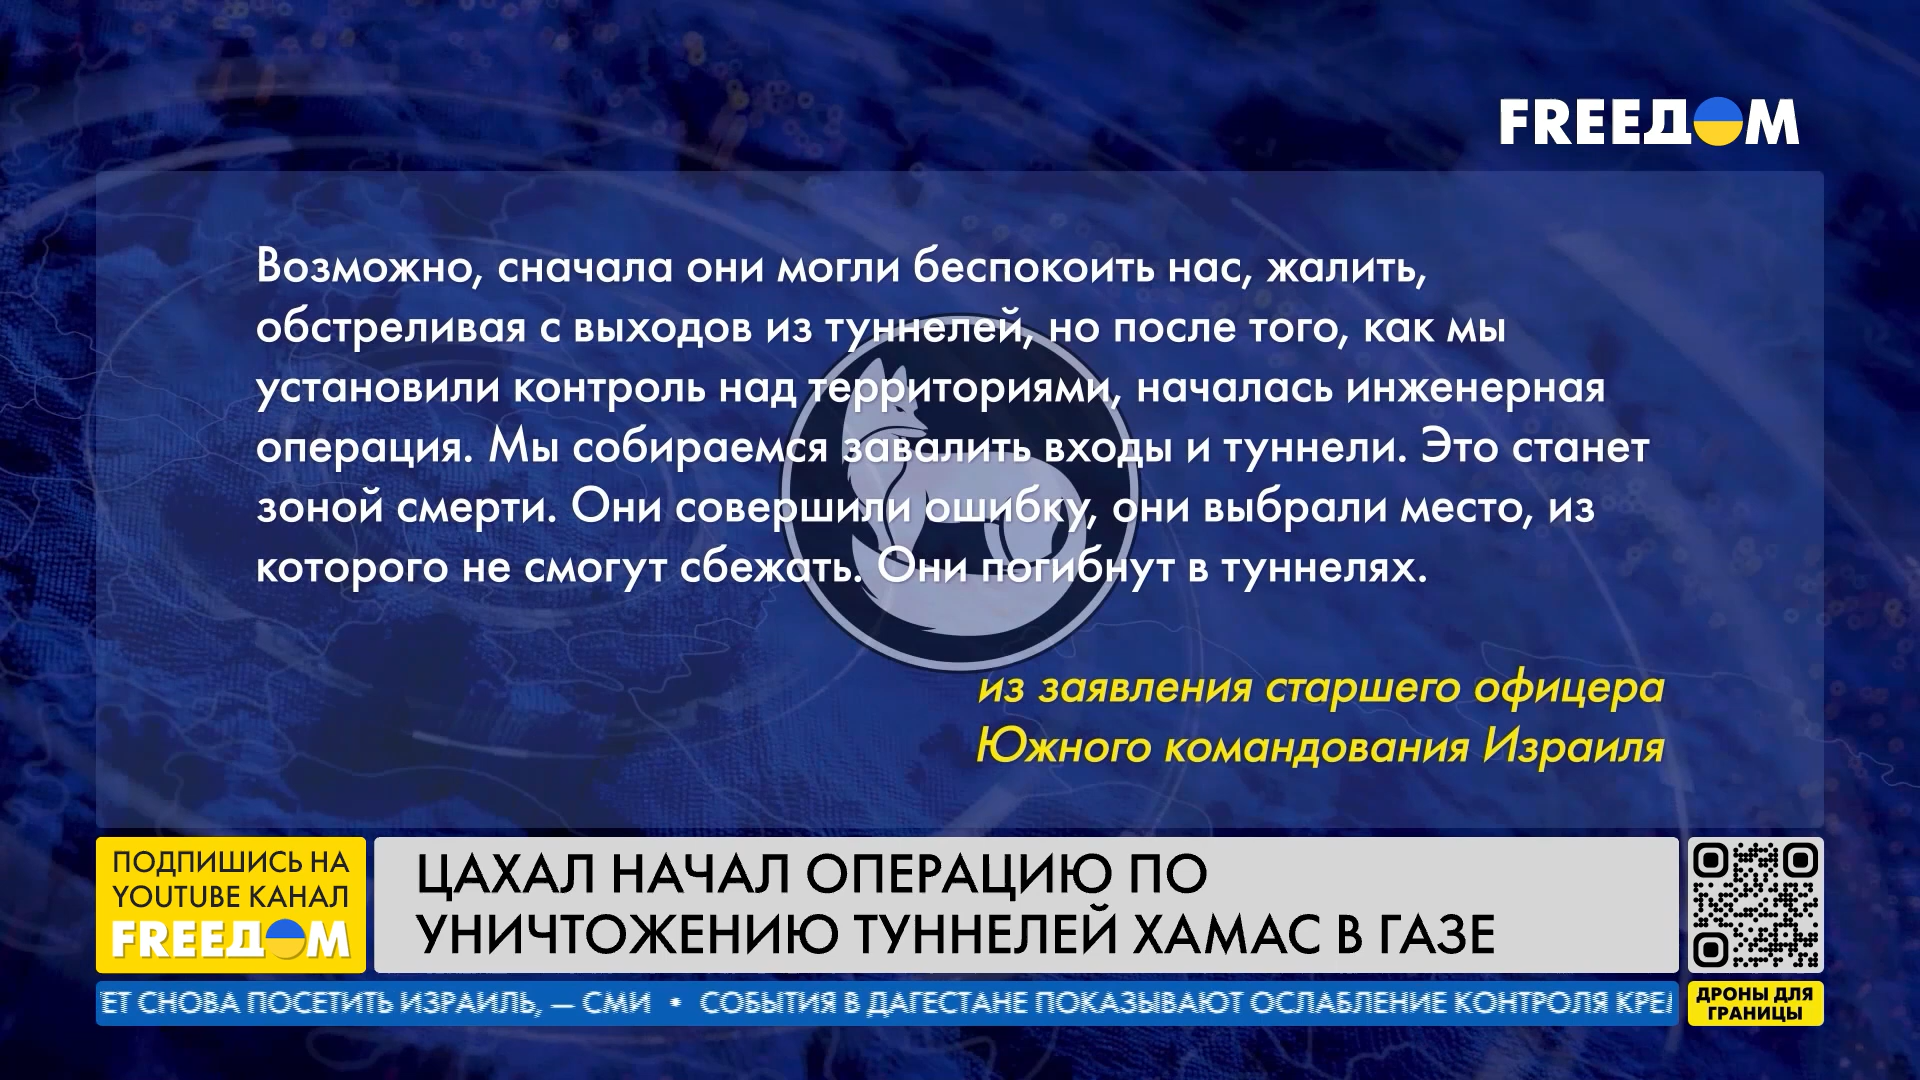 FREEДOM
Возможно, сначала они могли беспокоить нас, жалить,
обстреливая с выходов из туннелей, но после того, как мы
установили контроль над территориями, началась инженерная
операция. Мы собираемся завалить входы и туннели. Это станет
зоной смерти. Они совершили ошибку, они выбрали место, из
которого не смогут сбежать. Они погибнут в туннелях.
из заявления старшего офицера
Южного командования Израиля
ПОДПИШИСЬ НА
YOUTUBE КАНАЛ
FREEДOM
ЦАХАЛ НАЧАЛ ОПЕРАЦИЮ ПО
УНИЧТОЖЕНИЮ ТУННЕЛЕЙ ХАМАС В ГАЗЕ
ЕТ СНОВА ПОСЕТИТЬ ИЗРАИЛЬ, — СМИ • СОБЫТИЯ В ДАГЕСТАНЕ ПОКАЗЫВАЮТ ОСЛАБЛЕНИЕ КОНТРОЛЯ
ДРОНЫ ДЛЯ
ГРАНИЦЫ